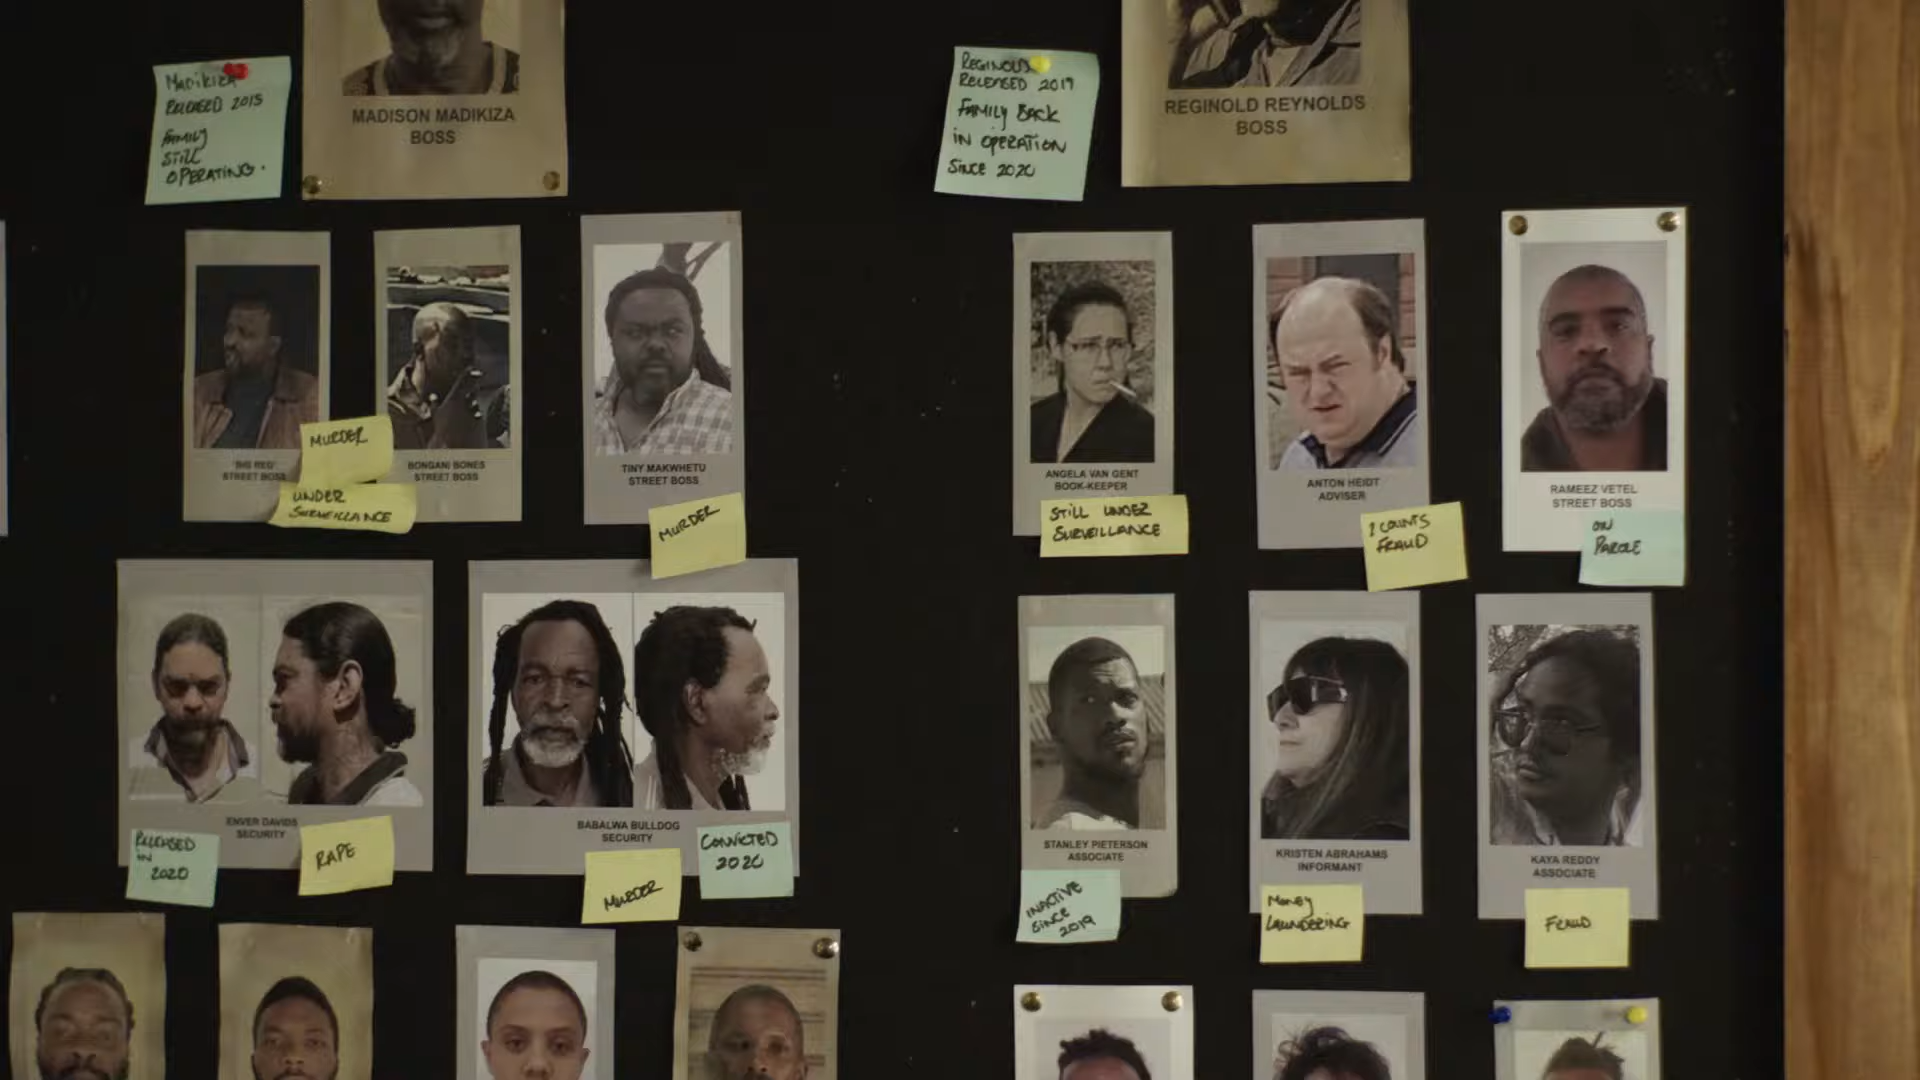 MADIKIZA
RELEASED 2015
FAMILY
STILL
OPERATING.
MADISON MADIKIZA
BOSS
REGINOLD
RELEASED 2019
FAMILY BACK
IN OPERATION
SINCE 2020
REGINOLD REYNOLDS
BOSS
'BIG RED'
STREET BOSS
MURDER
UNDER
SURVEILLANCE
BONGANI BONES
STREET BOSS
TINY MAKWHETU
STREET BOSS
MURDER
ANGELA VAN GENT
BOOK-KEEPER
STILL UNDER
SURVEILLANCE
ANTON HEIDT
ADVISER
2 COUNTS
FRAUD
RAMEEZ VETEL
STREET BOSS
ON
PAROLE
ENVER DAVIDS
SECURITY
RELEASED
IN
2020
RAPE
BABALWA BULLDOG
SECURITY
MURDER
CONVICTED
2020
STANLEY PIETERSON
ASSOCIATE
INACTIVE
SINCE
2019
KRISTEN ABRAHAMS
INFORMANT
MONEY
LAUNDERING
KAYA REDDY
ASSOCIATE
FRAUD